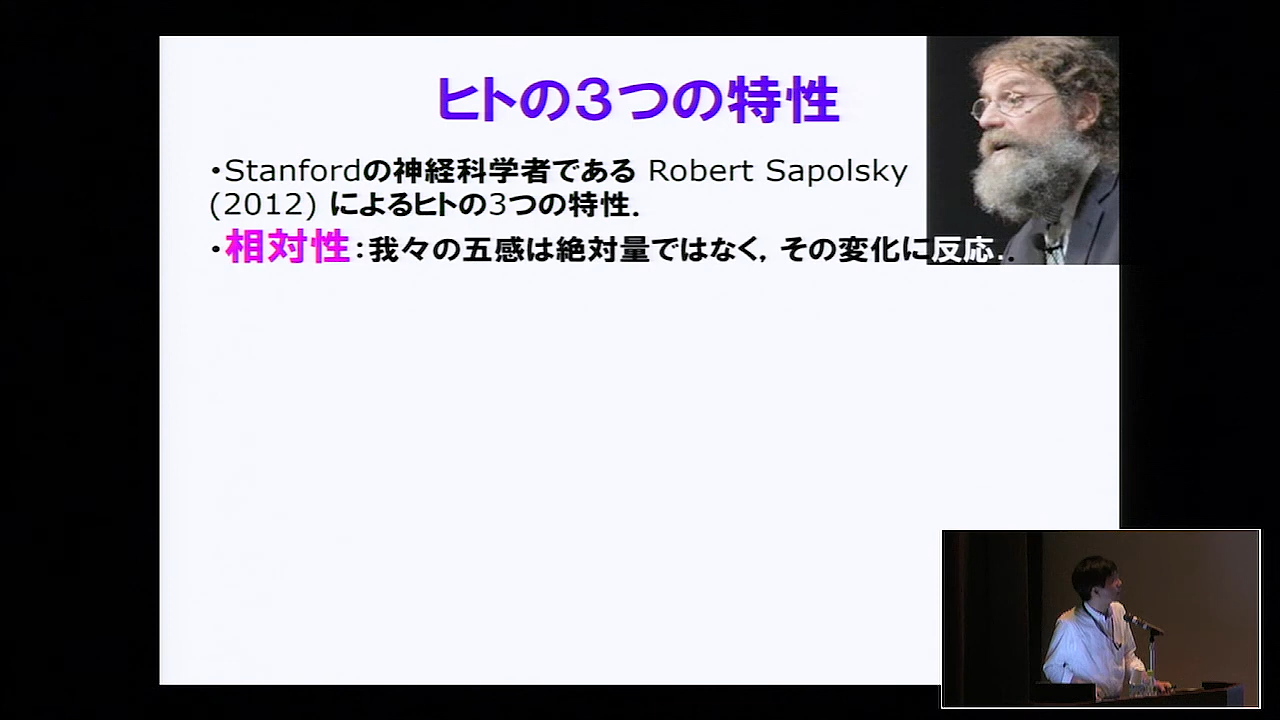 ヒトの3つの特性
・Stanfordの神経科学者である Robert Sapolsky
(2012) によるヒトの3つの特性.
・相対性：我々の五感は絶対量ではなく, その変化に反応..